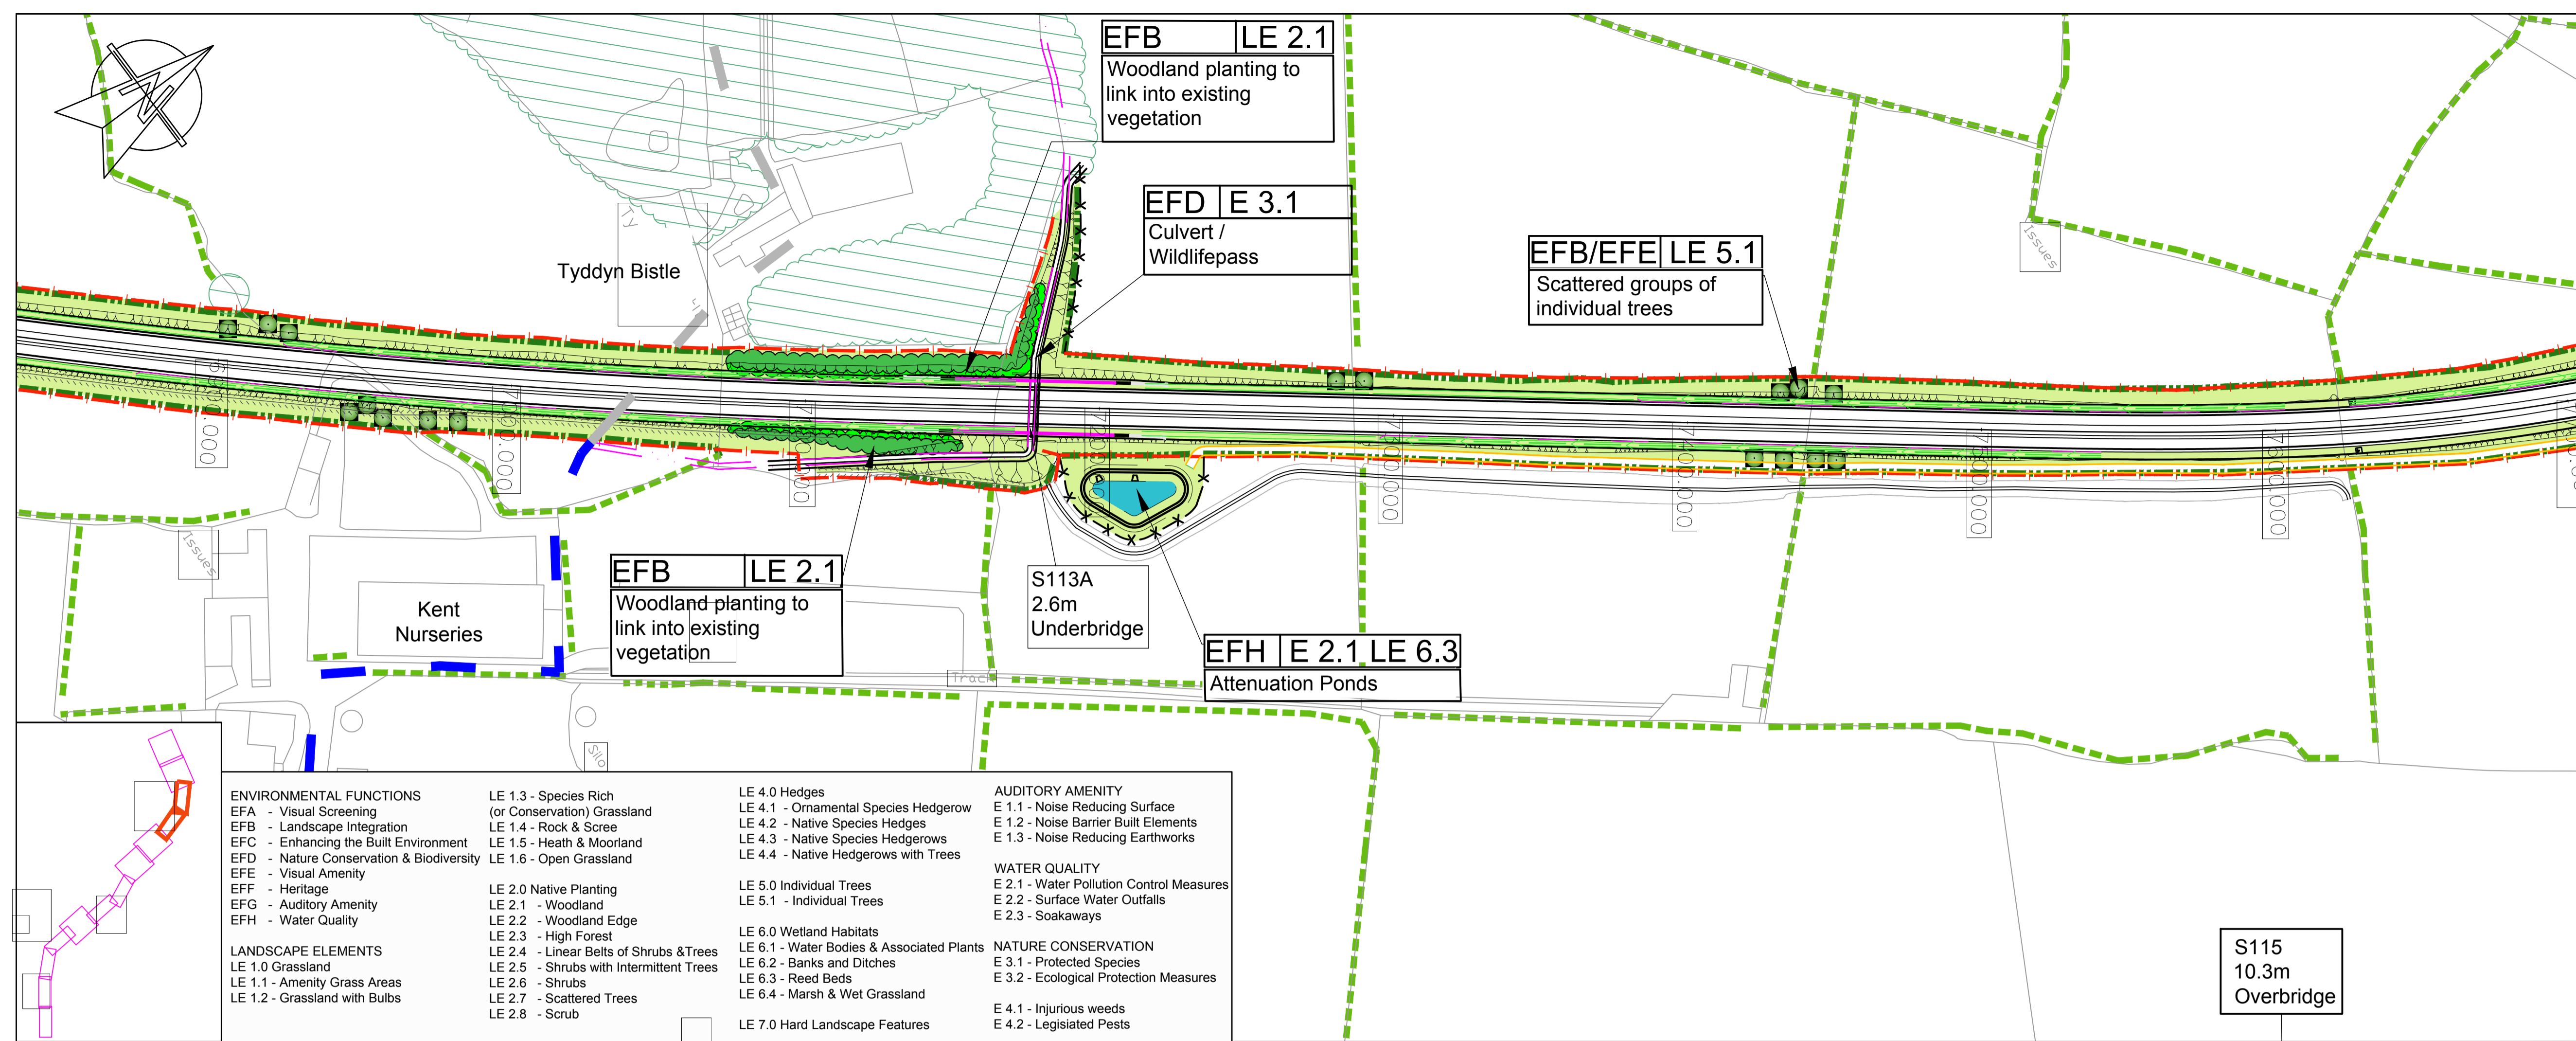 EFB LE 2.1
Woodland planting to
link into existing
vegetation
EFD E 3.1
Culvert /
Wildlifepass
EFB/EFE LE 5.1
Scattered groups of
individual trees
Issues
Ty
Tyddyn Bistle
Issues
Kent
Nurseries
EFB LE 2.1
Woodland planting to
link into existing
vegetation
S113A
2.6m
Underbridge
EFH E 2.1 LE 6.3
Attenuation Ponds
Track
Silo
S115
10.3m
Overbridge
ENVIRONMENTAL FUNCTIONS
EFA - Visual Screening
EFB - Landscape Integration
EFC - Enhancing the Built Environment
EFD - Nature Conservation & Biodiversity
EFE - Visual Amenity
EFF - Heritage
EFG - Auditory Amenity
EFH - Water Quality
LANDSCAPE ELEMENTS
LE 1.0 Grassland
LE 1.1 - Amenity Grass Areas
LE 1.2 - Grassland with Bulbs
LE 1.3 - Species Rich
(or Conservation) Grassland
LE 1.4 - Rock & Scree
LE 1.5 - Heath & Moorland
LE 1.6 - Open Grassland
LE 2.0 Native Planting
LE 2.1 - Woodland
LE 2.2 - Woodland Edge
LE 2.3 - High Forest
LE 2.4 - Linear Belts of Shrubs &Trees
LE 2.5 - Shrubs with Intermittent Trees
LE 2.6 - Shrubs
LE 2.7 - Scattered Trees
LE 2.8 - Scrub
LE 4.0 Hedges
LE 4.1 - Ornamental Species Hedgerow
LE 4.2 - Native Species Hedges
LE 4.3 - Native Species Hedgerows
LE 4.4 - Native Hedgerows with Trees
LE 5.0 Individual Trees
LE 5.1 - Individual Trees
LE 6.0 Wetland Habitats
LE 6.1 - Water Bodies & Associated Plants
LE 6.2 - Banks and Ditches
LE 6.3 - Reed Beds
LE 6.4 - Marsh & Wet Grassland
LE 7.0 Hard Landscape Features
AUDITORY AMENITY
E 1.1 - Noise Reducing Surface
E 1.2 - Noise Barrier Built Elements
E 1.3 - Noise Reducing Earthworks
WATER QUALITY
E 2.1 - Water Pollution Control Measures
E 2.2 - Surface Water Outfalls
E 2.3 - Soakaways
NATURE CONSERVATION
E 3.1 - Protected Species
E 3.2 - Ecological Protection Measures
E 4.1 - Injurious weeds
E 4.2 - Legisiated Pests